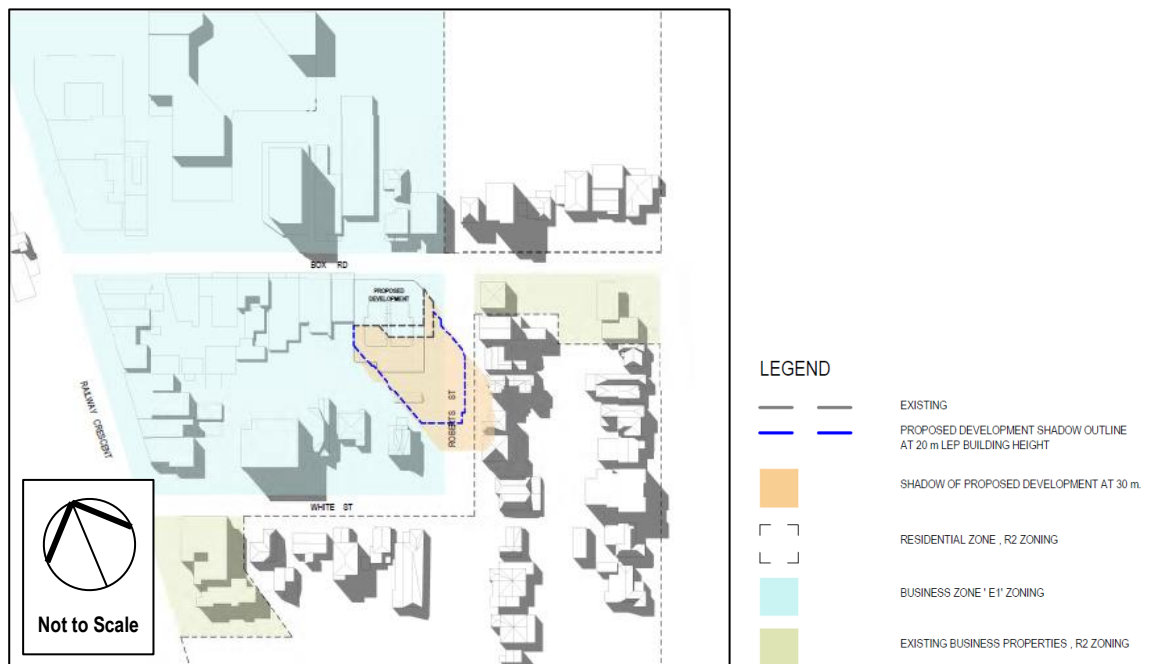 BOX RD
PROPOSED
DEVELOPMENT
RAILWAY CRESCENT
ROBERTS ST
WHITE ST
Not to Scale
LEGEND
EXISTING
PROPOSED DEVELOPMENT SHADOW OUTLINE
AT 20 m LEP BUILDING HEIGHT
SHADOW OF PROPOSED DEVELOPMENT AT 30 m.
RESIDENTIAL ZONE , R2 ZONING
BUSINESS ZONE ' E1' ZONING
EXISTING BUSINESS PROPERTIES , R2 ZONING